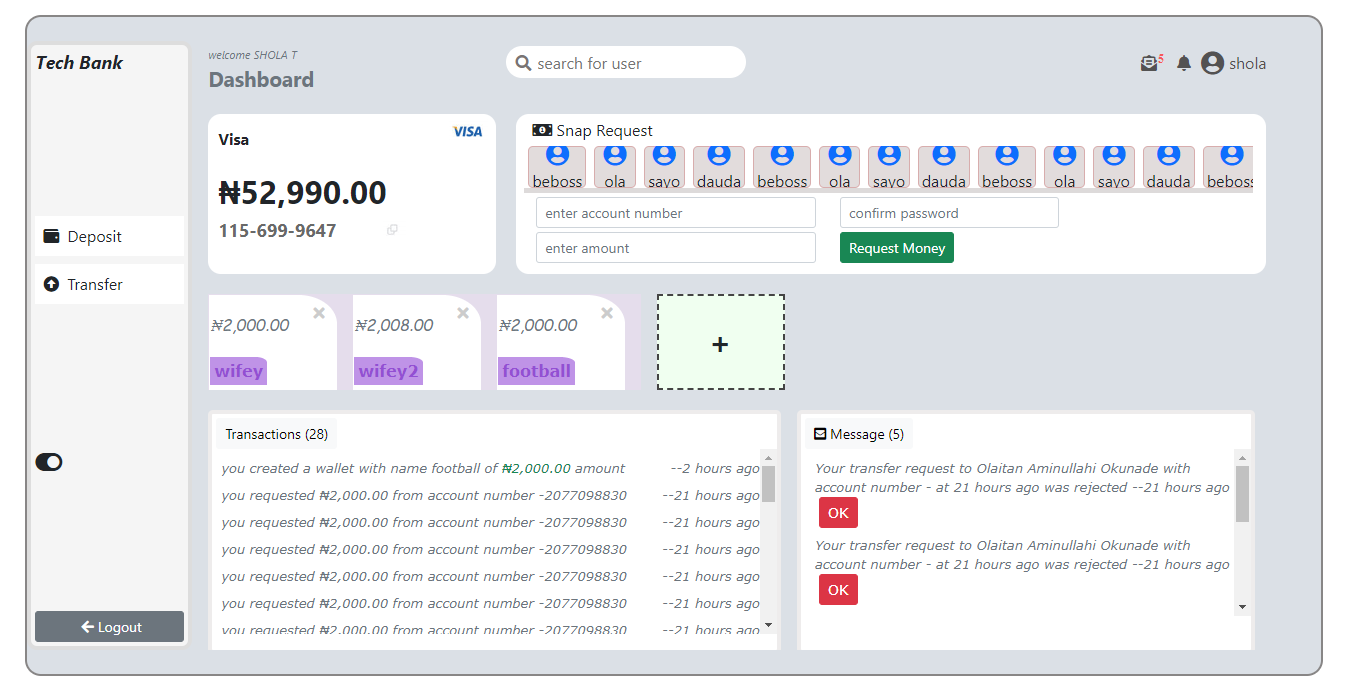 Tech Bank
welcome SHOLA T
Dashboard
search for user
5
shola
Deposit
Transfer
Logout
Visa
VISA
₦52,990.00
115-699-9647
Snap Request
beboss ola sayo dauda beboss ola sayo dauda beboss ola sayo dauda beboss
enter account number
confirm password
enter amount
Request Money
₦2,000.00
wifey
₦2,008.00
wifey2
₦2,000.00
football
+
Transactions (28)
you created a wallet with name football of ₦2,000.00 amount --2 hours ago
you requested ₦2,000.00 from account number -2077098830 --21 hours ago
you requested ₦2,000.00 from account number -2077098830 --21 hours ago
you requested ₦2,000.00 from account number -2077098830 --21 hours ago
you requested ₦2,000.00 from account number -2077098830 --21 hours ago
you requested ₦2,000.00 from account number -2077098830 --21 hours ago
you requested ₦2,000.00 from account number -2077098830 --21 hours ago
Message (5)
Your transfer request to Olaitan Aminullahi Okunade with
account number - at 21 hours ago was rejected --21 hours ago
OK
Your transfer request to Olaitan Aminullahi Okunade with
account number - at 21 hours ago was rejected --21 hours ago
OK